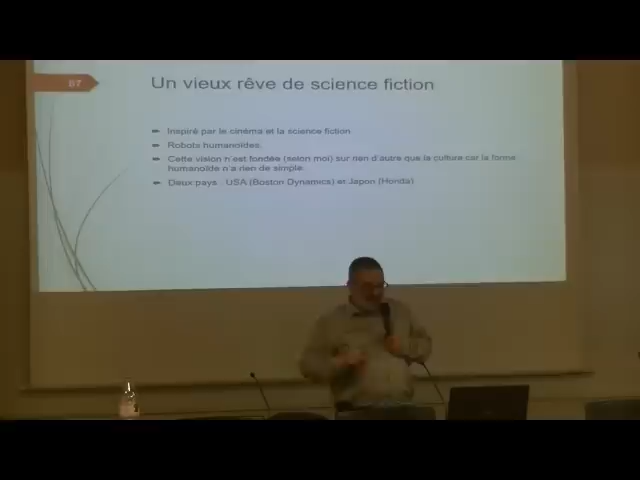 67
Un vieux rêve de science fiction
Inspiré par le cinéma et la science fiction
Robots humanoïdes.
Cette vision n'est fondée (selon moi) sur rien d'autre que la culture car la forme
humanoïde n'a rien de simple.
Deux pays : USA (Boston Dynamics) et Japon (Honda)